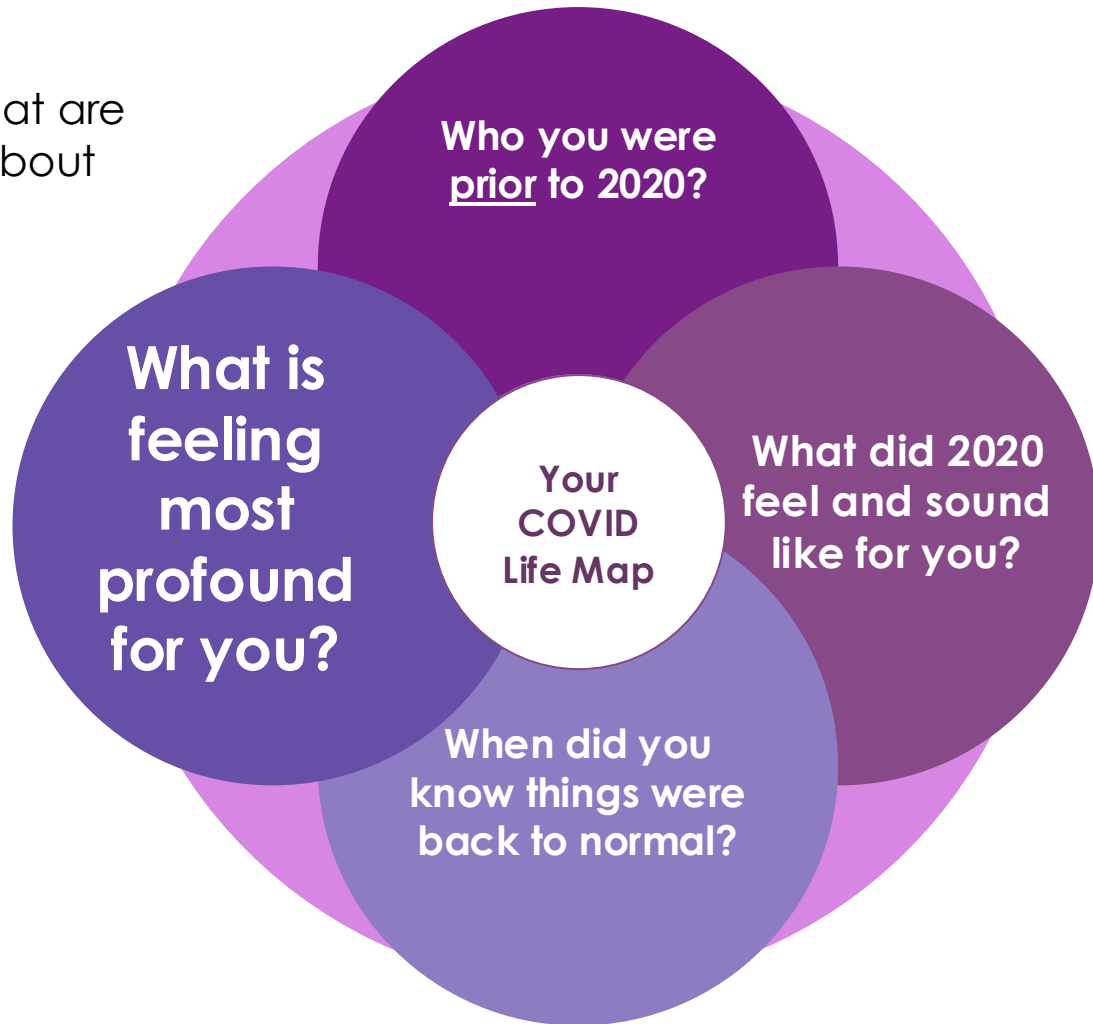 at are
bout
Who you were
prior to 2020?
What is
feeling
most
profound
for you?
Your
COVID
Life Map
What did 2020
feel and sound
like for you?
When did you
know things were
back to normal?